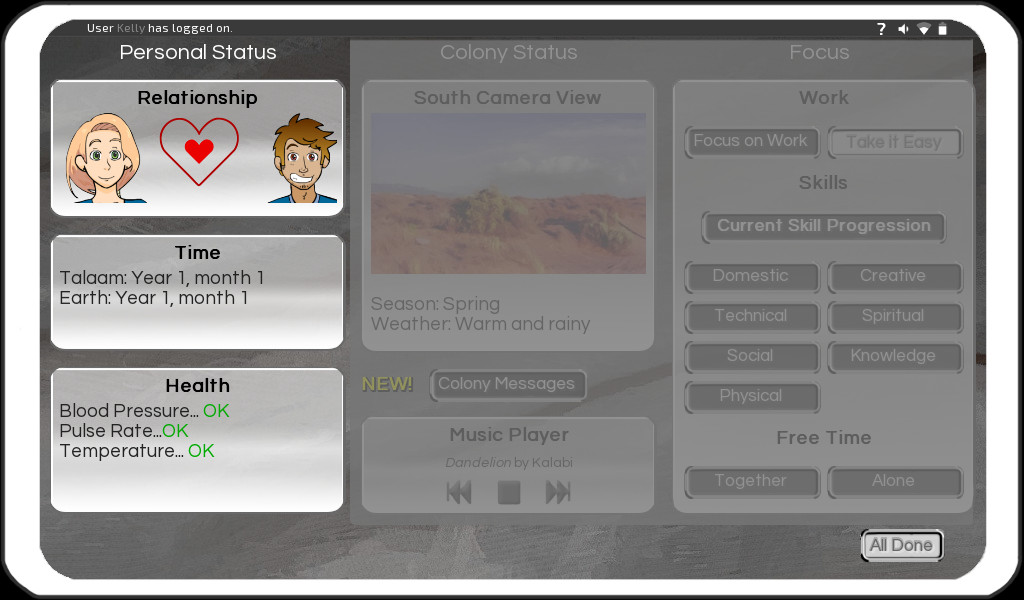 User Kelly has logged on.
?
Personal Status
Relationship
Time
Talaam: Year 1, month 1
Earth: Year 1, month 1
Health
Blood Pressure... OK
Pulse Rate...OK
Temperature... OK
Colony Status
South Camera View
Season: Spring
Weather: Warm and rainy
NEW! Colony Messages
Music Player
Dandelion by Kalabi
Focus
Work
Focus on Work Take it Easy
Skills
Current Skill Progression
Domestic Creative
Technical Spiritual
Social Knowledge
Physical
Free Time
Together Alone
All Done